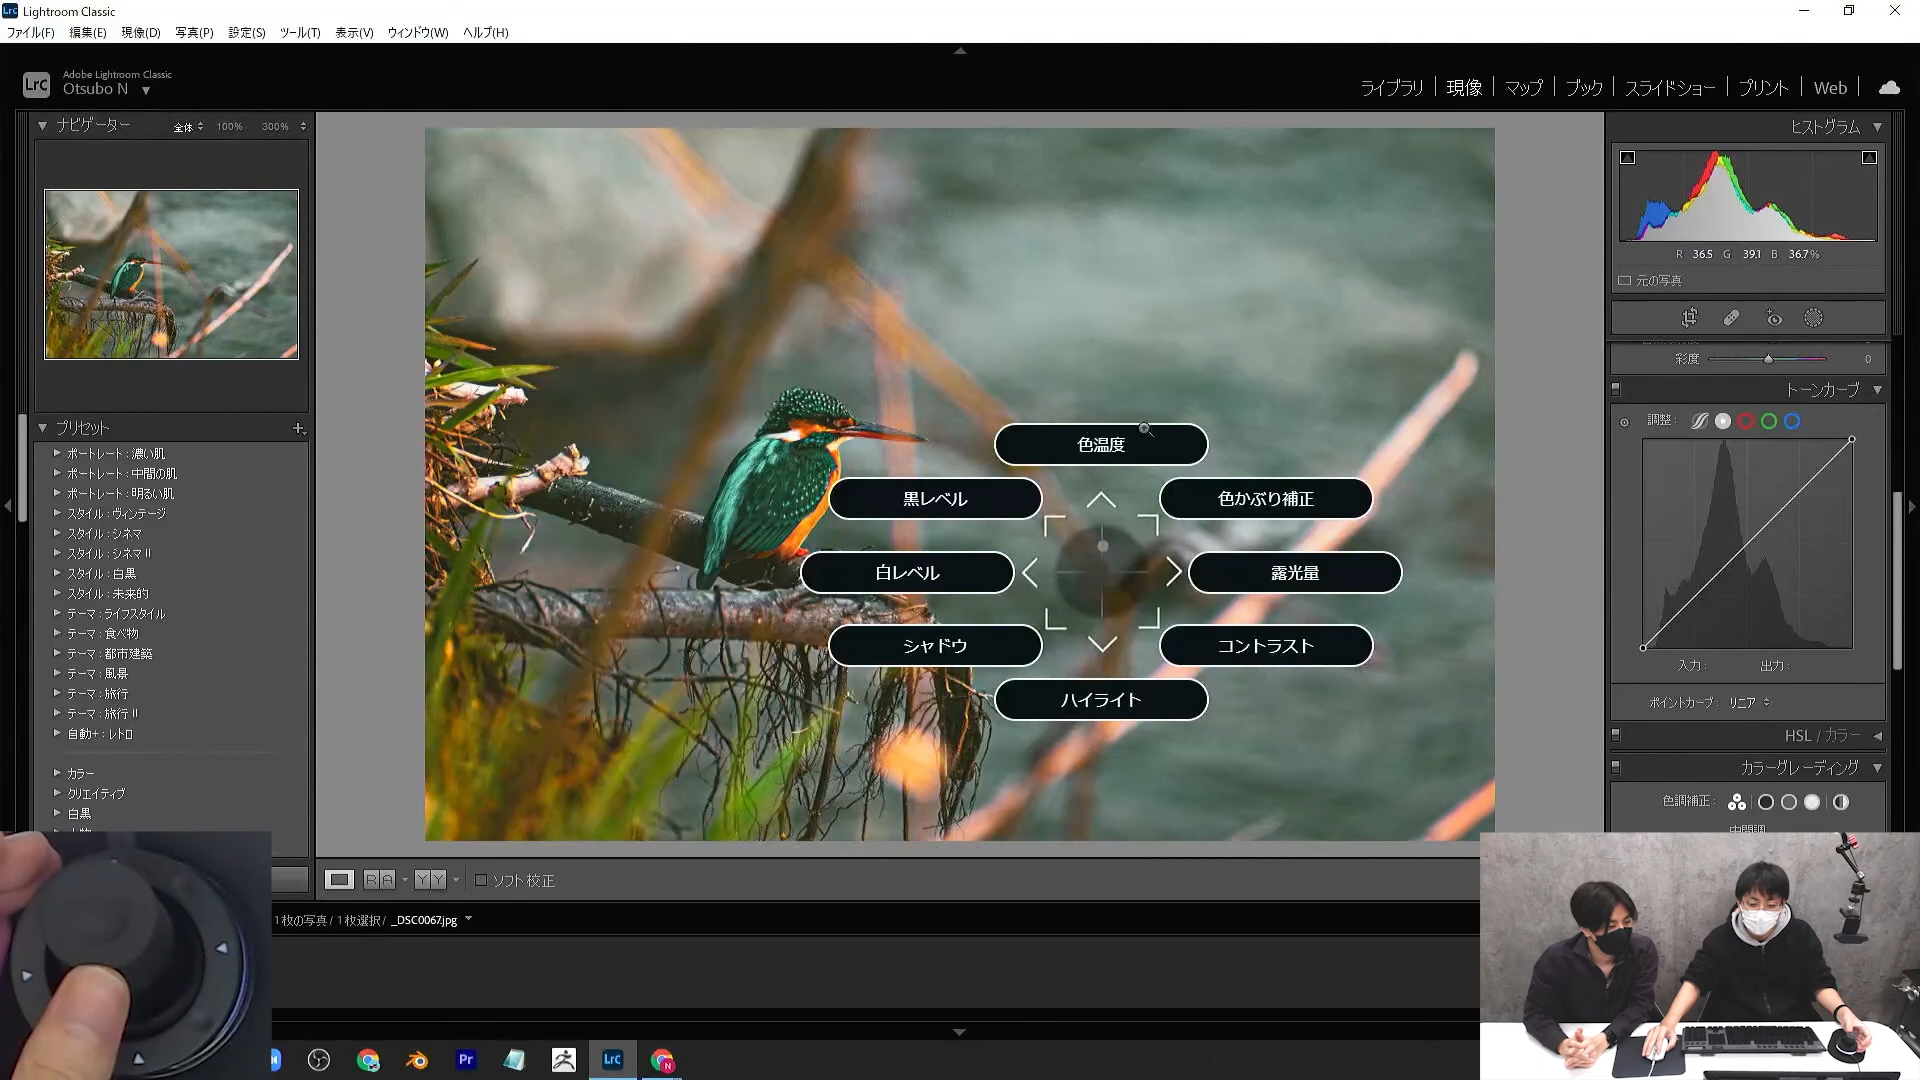 Lrc Lightroom Classic
ファイル(F) 編集(E) 現像(D) 写真(P) 設定(S) ツール(T) 表示(V) ウィンドウ(W) ヘルプ(H)
LrC
Adobe Lightroom Classic
Otsubo N
ライブラリ 現像 マップ ブック スライドショー プリント Web
ナビゲーター 全体 100% 300%
プリセット
ポートレート : 濃い肌
ポートレート : 中間の肌
ポートレート : 明るい肌
スタイル : ヴィンテージ
スタイル : シネマ
スタイル : シネマ II
スタイル : 白黒
スタイル : 未来的
テーマ : ライフスタイル
テーマ : 食べ物
テーマ : 都市建築
テーマ : 風景
テーマ : 旅行
テーマ : 旅行 II
自動+ : レトロ
カラー
クリエイティブ
白黒
色温度
黒レベル 色かぶり補正
白レベル 露光量
シャドウ コントラスト
ハイライト
ヒストグラム
R 36.5 G 39.1 B 36.7%
元の写真
彩度 0
トーンカーブ
調整 :
入力 : 出力 :
ポイントカーブ : リニア
HSL / カラー
カラーグレーディング
色調補正 :
中間調
RA YY ソフト校正
1枚の写真 / 1枚選択 / _DSC0067.jpg
Pr Lrc N